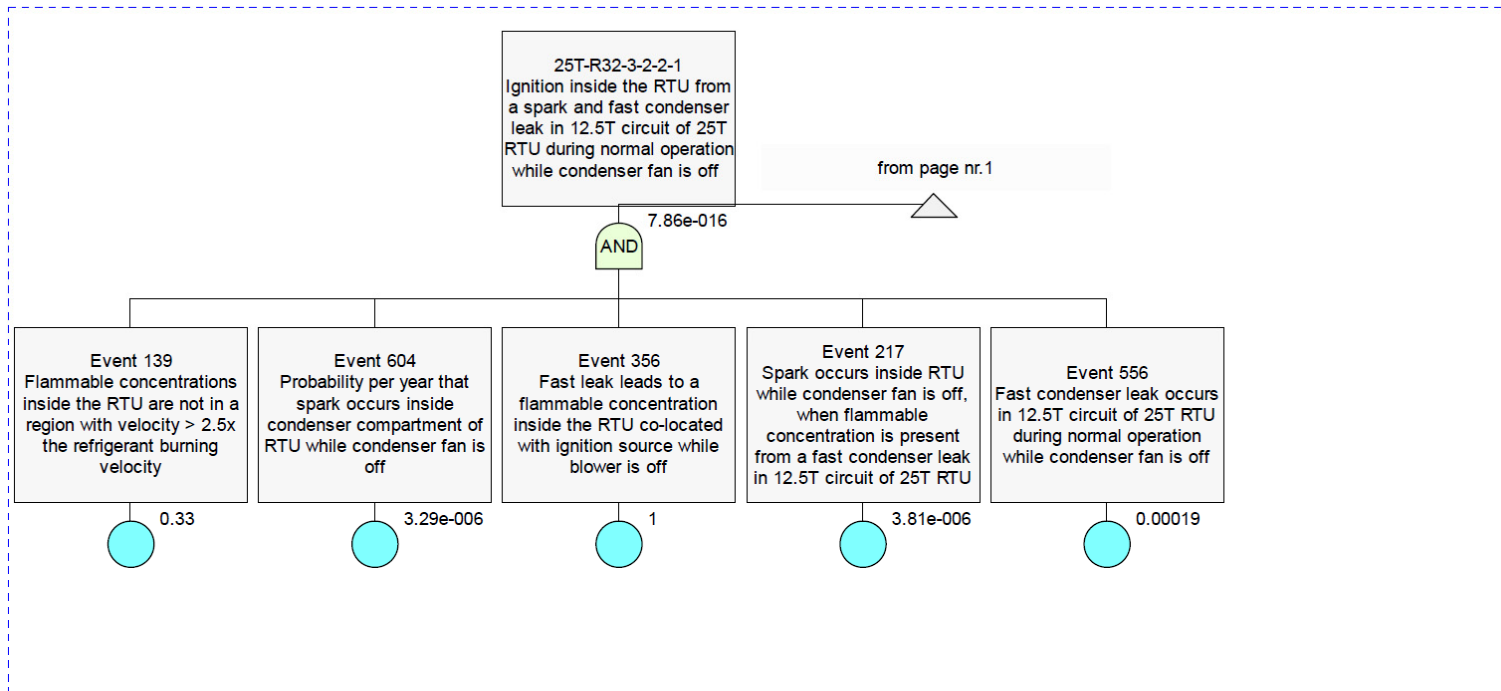 25T-R32-3-2-2-1
Ignition inside the RTU from
a spark and fast condenser
leak in 12.5T circuit of 25T
RTU during normal operation
while condenser fan is off
from page nr.1
7.86e-016
AND
Event 139
Flammable concentrations
inside the RTU are not in a
region with velocity > 2.5x
the refrigerant burning
velocity
0.33
Event 604
Probability per year that
spark occurs inside
condenser compartment of
RTU while condenser fan is
off
3.29e-006
Event 356
Fast leak leads to a
flammable concentration
inside the RTU co-located
with ignition source while
blower is off
1
Event 217
Spark occurs inside RTU
while condenser fan is off,
when flammable
concentration is present
from a fast condenser leak
in 12.5T circuit of 25T RTU
3.81e-006
Event 556
Fast condenser leak occurs
in 12.5T circuit of 25T RTU
during normal operation
while condenser fan is off
0.00019